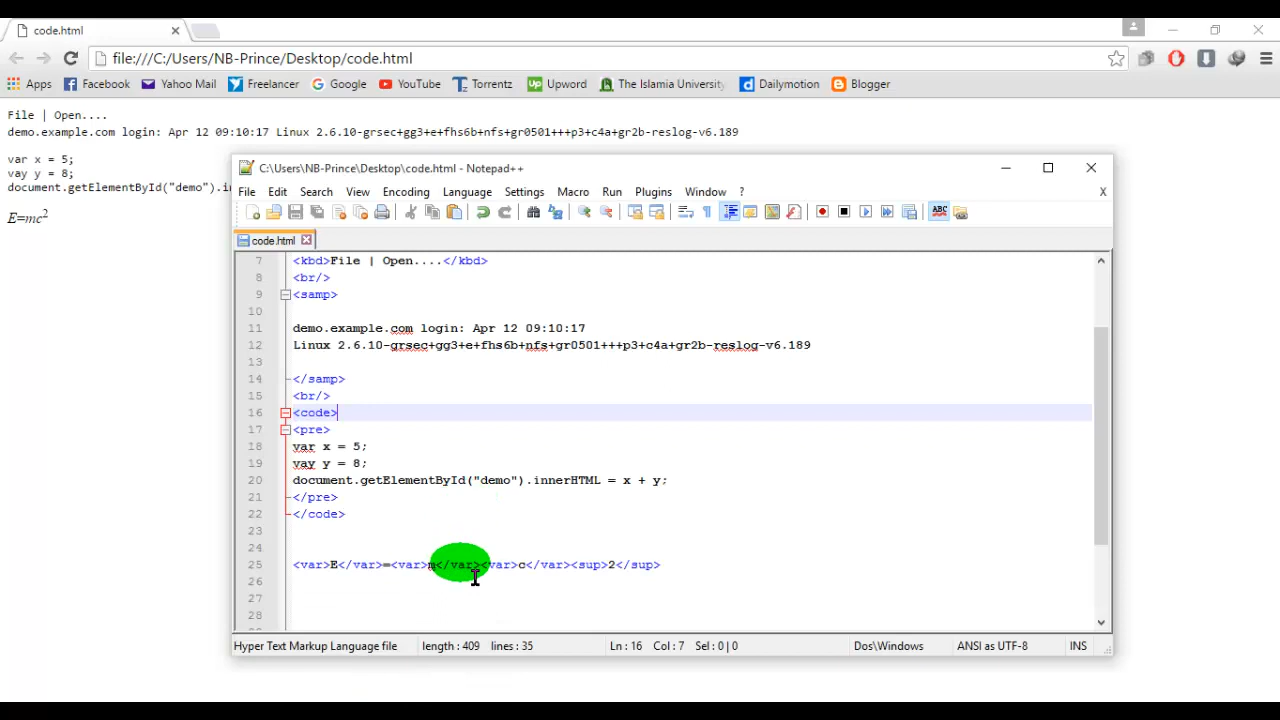 code.html
file:///C:/Users/NB-Prince/Desktop/code.html
Apps Facebook Yahoo Mail Freelancer Google YouTube Torrentz Upword The Islamia University Dailymotion Blogger
File | Open....
demo.example.com login: Apr 12 09:10:17 Linux 2.6.10-grsec+gg3+e+fhs6b+nfs+gr0501+++p3+c4a+gr2b-reslog-v6.189
var x = 5;
vay y = 8;
document.getElementById("demo").in
E=mc2
C:\Users\NB-Prince\Desktop\code.html - Notepad++
File Edit Search View Encoding Language Settings Macro Run Plugins Window ? X
ABC
code.html
7 <kbd>File | Open....</kbd>
8 <br/>
9 <samp>
10
11 demo.example.com login: Apr 12 09:10:17
12 Linux 2.6.10-grsec+gg3+e+fhs6b+nfs+gr0501+++p3+c4a+gr2b-reslog-v6.189
13
14 </samp>
15 <br/>
16 <code>
17 <pre>
18 var x = 5;
19 vay y = 8;
20 document.getElementById("demo").innerHTML = x + y;
21 </pre>
22 </code>
23
24
25 <var>E</var>=<var>m</var><var>c</var><sup>2</sup>
26
27
28
Hyper Text Markup Language file length : 409 lines : 35 Ln : 16 Col : 7 Sel : 0 | 0 Dos\Windows ANSI as UTF-8 INS